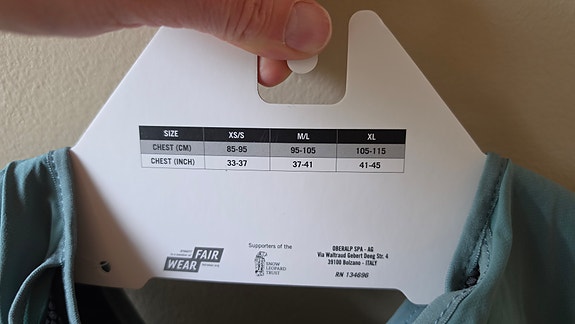 SIZE XS/S M/L XL
CHEST (CM) 85-95 95-105 105-115
CHEST (INCH) 33-37 37-41 41-45
FAIR
WEAR
Supporters of the
SNOW
LEOPARD
TRUST
OBERALP SPA - AG
Via Waltraud Gebert Deeg Str. 4
39100 Bolzano - ITALY
RN 134696